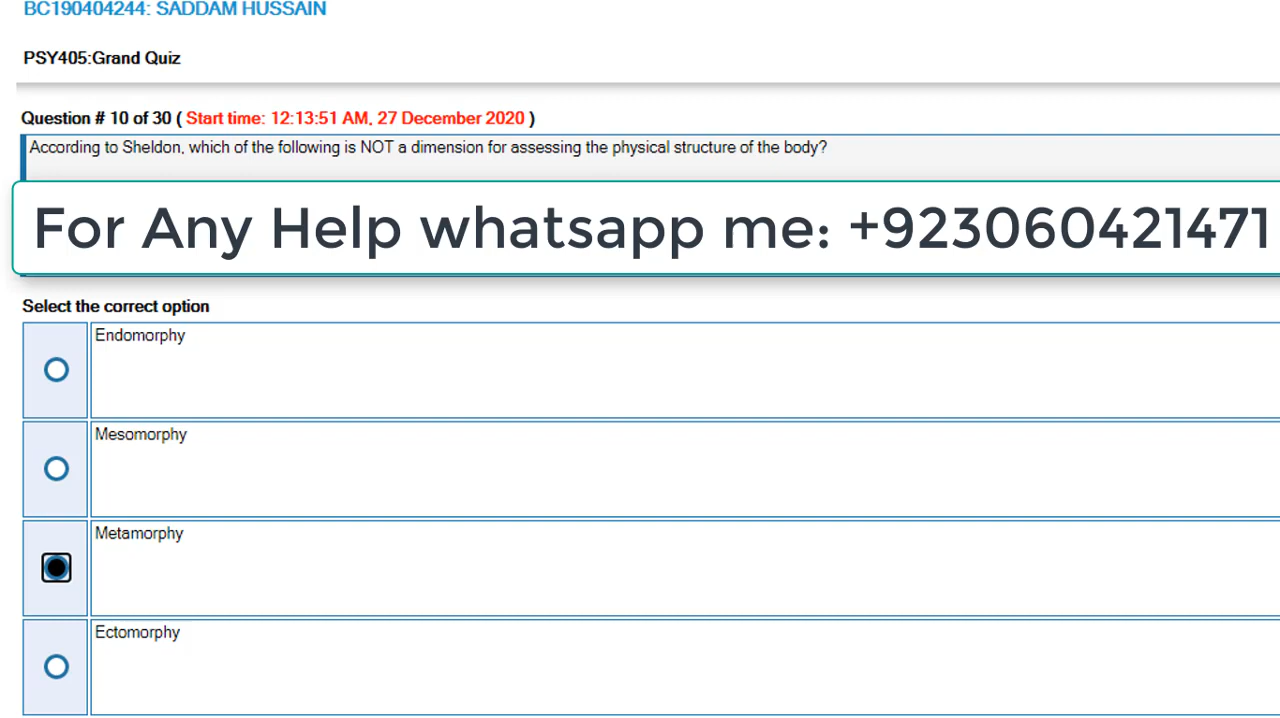 BC190404244: SADDAM HUSSAIN
PSY405:Grand Quiz
Question # 10 of 30 ( Start time: 12:13:51 AM, 27 December 2020 )
According to Sheldon, which of the following is NOT a dimension for assessing the physical structure of the body?
For Any Help whatsapp me: +923060421471
Select the correct option
Endomorphy
Mesomorphy
Metamorphy
Ectomorphy